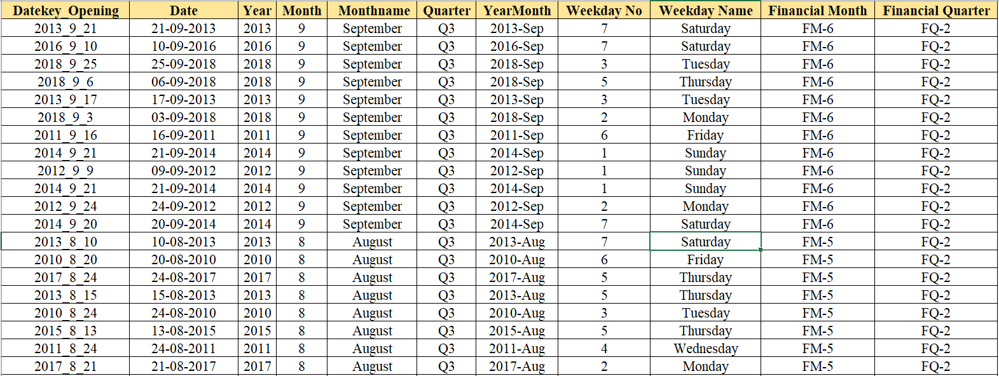 Datekey_Opening Date Year Month Monthname Quarter YearMonth Weekday No Weekday Name Financial Month Financial Quarter
2013_9_21 21-09-2013 2013 9 September Q3 2013-Sep 7 Saturday FM-6 FQ-2
2016_9_10 10-09-2016 2016 9 September Q3 2016-Sep 7 Saturday FM-6 FQ-2
2018_9_25 25-09-2018 2018 9 September Q3 2018-Sep 3 Tuesday FM-6 FQ-2
2018_9_6 06-09-2018 2018 9 September Q3 2018-Sep 5 Thursday FM-6 FQ-2
2013_9_17 17-09-2013 2013 9 September Q3 2013-Sep 3 Tuesday FM-6 FQ-2
2018_9_3 03-09-2018 2018 9 September Q3 2018-Sep 2 Monday FM-6 FQ-2
2011_9_16 16-09-2011 2011 9 September Q3 2011-Sep 6 Friday FM-6 FQ-2
2014_9_21 21-09-2014 2014 9 September Q3 2014-Sep 1 Sunday FM-6 FQ-2
2012_9_9 09-09-2012 2012 9 September Q3 2012-Sep 1 Sunday FM-6 FQ-2
2014_9_21 21-09-2014 2014 9 September Q3 2014-Sep 1 Sunday FM-6 FQ-2
2012_9_24 24-09-2012 2012 9 September Q3 2012-Sep 2 Monday FM-6 FQ-2
2014_9_20 20-09-2014 2014 9 September Q3 2014-Sep 7 Saturday FM-6 FQ-2
2013_8_10 10-08-2013 2013 8 August Q3 2013-Aug 7 Saturday FM-5 FQ-2
2010_8_20 20-08-2010 2010 8 August Q3 2010-Aug 6 Friday FM-5 FQ-2
2017_8_24 24-08-2017 2017 8 August Q3 2017-Aug 5 Thursday FM-5 FQ-2
2013_8_15 15-08-2013 2013 8 August Q3 2013-Aug 5 Thursday FM-5 FQ-2
2010_8_24 24-08-2010 2010 8 August Q3 2010-Aug 3 Tuesday FM-5 FQ-2
2015_8_13 13-08-2015 2015 8 August Q3 2015-Aug 5 Thursday FM-5 FQ-2
2011_8_24 24-08-2011 2011 8 August Q3 2011-Aug 4 Wednesday FM-5 FQ-2
2017_8_21 21-08-2017 2017 8 August Q3 2017-Aug 2 Monday FM-5 FQ-2